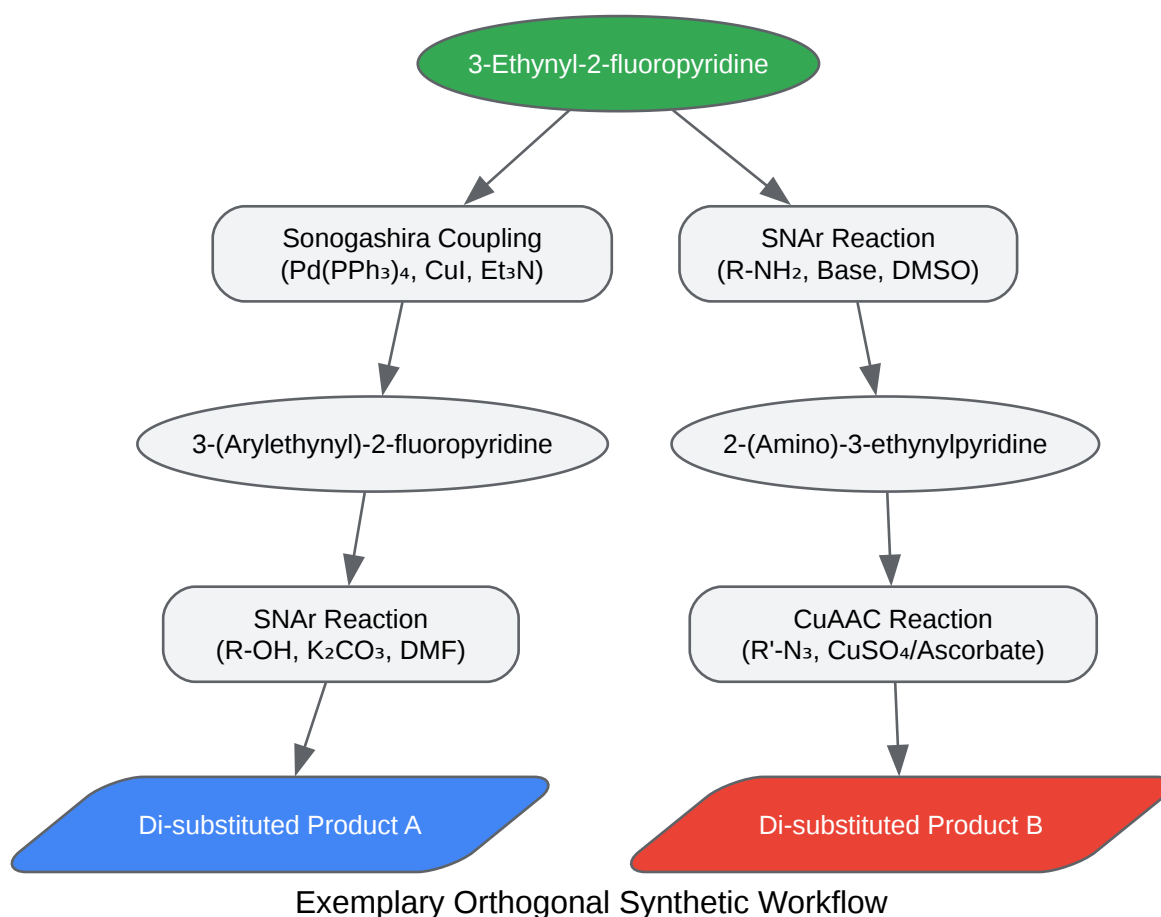 3-Ethynyl-2-fluoropyridine
Sonogashira Coupling
(Pd(PPh₃)₄, CuI, Et₃N)
SNAr Reaction
(R-NH₂, Base, DMSO)
3-(Arylethynyl)-2-fluoropyridine
2-(Amino)-3-ethynylpyridine
SNAr Reaction
(R-OH, K₂CO₃, DMF)
CuAAC Reaction
(R'-N₃, CuSO₄/Ascorbate)
Di-substituted Product A
Di-substituted Product B
Exemplary Orthogonal Synthetic Workflow